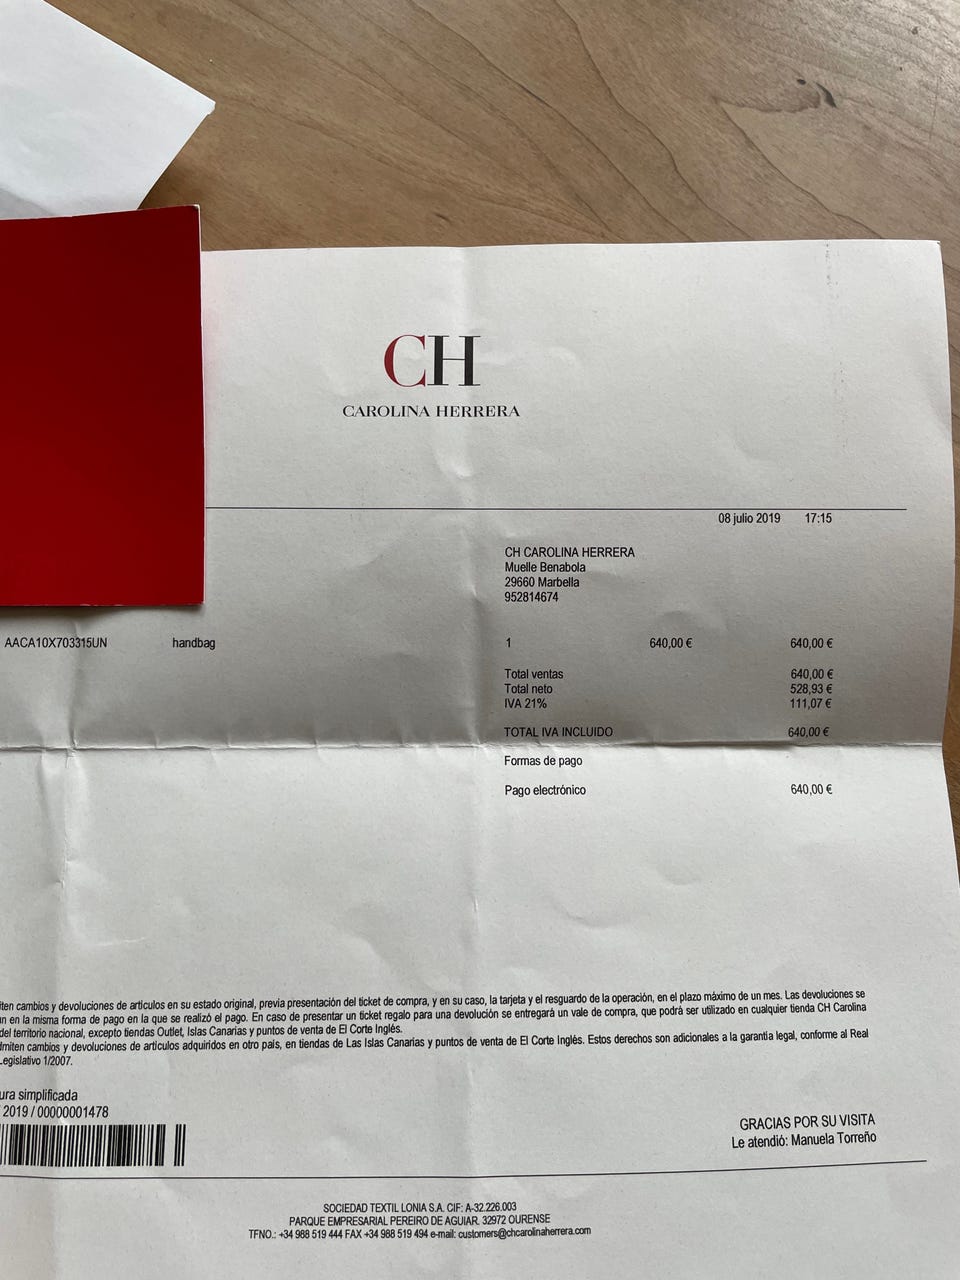 CH
CAROLINA HERRERA
08 julio 2019 17:15
CH CAROLINA HERRERA
Muelle Benabola
29660 Marbella
952814674
AACA10X703315UN handbag 1 640,00 € 640,00 €
Total ventas 640,00 €
Total neto 528,93 €
IVA 21% 111,07 €
TOTAL IVA INCLUIDO 640,00 €
Formas de pago
Pago electrónico 640,00 €
iten cambios y devoluciones de artículos en su estado original, previa presentación del ticket de compra, y en su caso, la tarjeta y el resguardo de la operación, en el plazo máximo de un mes. Las devoluciones se
n en la misma forma de pago en la que se realizó el pago. En caso de presentar un ticket regalo para una devolución se entregará un vale de compra, que podrá ser utilizado en cualquier tienda CH Carolina
del territorio nacional, excepto tiendas Outlet, Islas Canarias y puntos de venta de El Corte Inglés.
miten cambios y devoluciones de artículos adquiridos en otro país, en tiendas de Las Islas Canarias y puntos de venta de El Corte Inglés. Estos derechos son adicionales a la garantía legal, conforme al Real
egislativo 1/2007.
ura simplificada
2019 / 00000001478
GRACIAS POR SU VISITA
Le atendió: Manuela Torreño
SOCIEDAD TEXTIL LONIA S.A. CIF: A-32.226.003
PARQUE EMPRESARIAL PEREIRO DE AGUIAR. 32972 OURENSE
TFNO.: +34 988 519 444 FAX +34 988 519 494 e-mail: customers@chcarolinaherrera.com